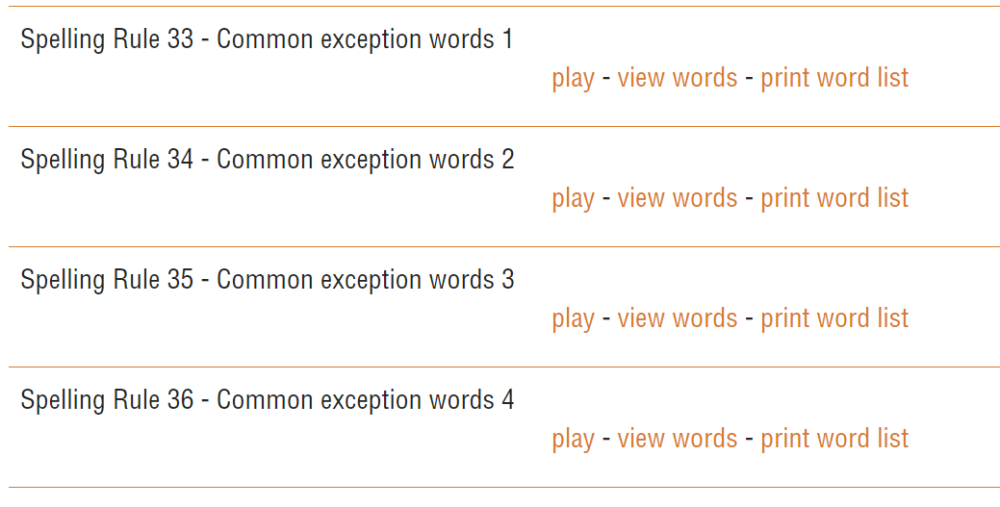 Spelling Rule 33 - Common exception words 1
play - view words - print word list
Spelling Rule 34 - Common exception words 2
play - view words - print word list
Spelling Rule 35 - Common exception words 3
play - view words - print word list
Spelling Rule 36 - Common exception words 4
play - view words - print word list